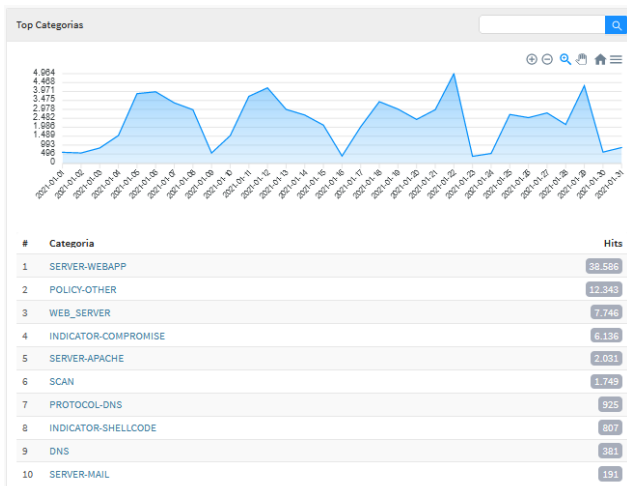 Top Categorias
4.964
4.468
3.971
3.475
2.978
2.482
1.986
1.489
993
496
0
2021-01-01 2021-01-02 2021-01-03 2021-01-04 2021-01-05 2021-01-06 2021-01-07 2021-01-08 2021-01-09 2021-01-10 2021-01-11 2021-01-12 2021-01-13 2021-01-14 2021-01-15 2021-01-16 2021-01-17 2021-01-18 2021-01-19 2021-01-20 2021-01-21 2021-01-22 2021-01-23 2021-01-24 2021-01-25 2021-01-26 2021-01-27 2021-01-28 2021-01-29 2021-01-30 2021-01-31
# Categoria Hits
1 SERVER-WEBAPP 38.586
2 POLICY-OTHER 12.343
3 WEB_SERVER 7.746
4 INDICATOR-COMPROMISE 6.136
5 SERVER-APACHE 2.031
6 SCAN 1.749
7 PROTOCOL-DNS 925
8 INDICATOR-SHELLCODE 807
9 DNS 381
10 SERVER-MAIL 191